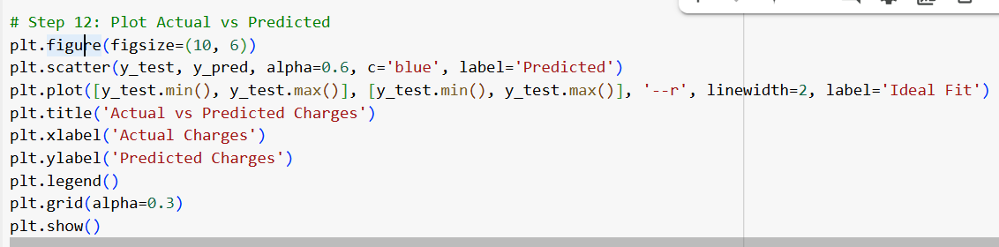 # Step 12: Plot Actual vs Predicted
plt.figure(figsize=(10, 6))
plt.scatter(y_test, y_pred, alpha=0.6, c='blue', label='Predicted')
plt.plot([y_test.min(), y_test.max()], [y_test.min(), y_test.max()], '--r', linewidth=2, label='Ideal Fit')
plt.title('Actual vs Predicted Charges')
plt.xlabel('Actual Charges')
plt.ylabel('Predicted Charges')
plt.legend()
plt.grid(alpha=0.3)
plt.show()